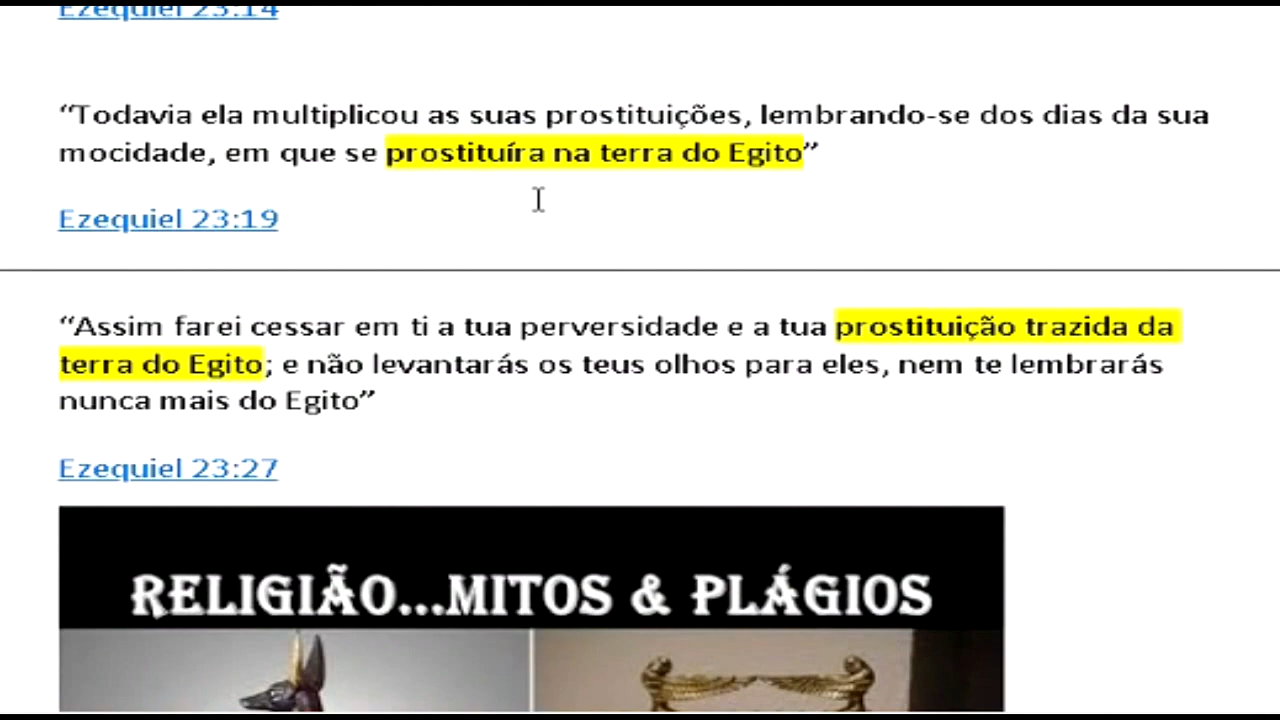 Ezequiel 23:14
“Todavia ela multiplicou as suas prostituições, lembrando-se dos dias da sua
mocidade, em que se prostituíra na terra do Egito”
Ezequiel 23:19
“Assim farei cessar em ti a tua perversidade e a tua prostituição trazida da
terra do Egito; e não levantarás os teus olhos para eles, nem te lembrarás
nunca mais do Egito”
Ezequiel 23:27
RELIGIÃO...MITOS & PLÁGIOS